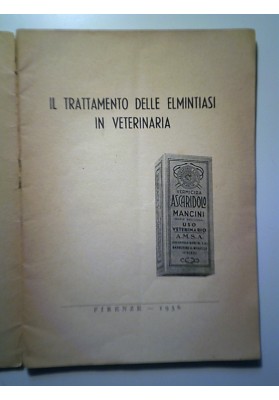 IL TRATTAMENTO DELLE ELMINTIASI
IN VETERINARIA
VERMICIDA
ASCARIDOLO
MANCINI
USO
VETERINARIO
A.M.S.A.
FIRENZE